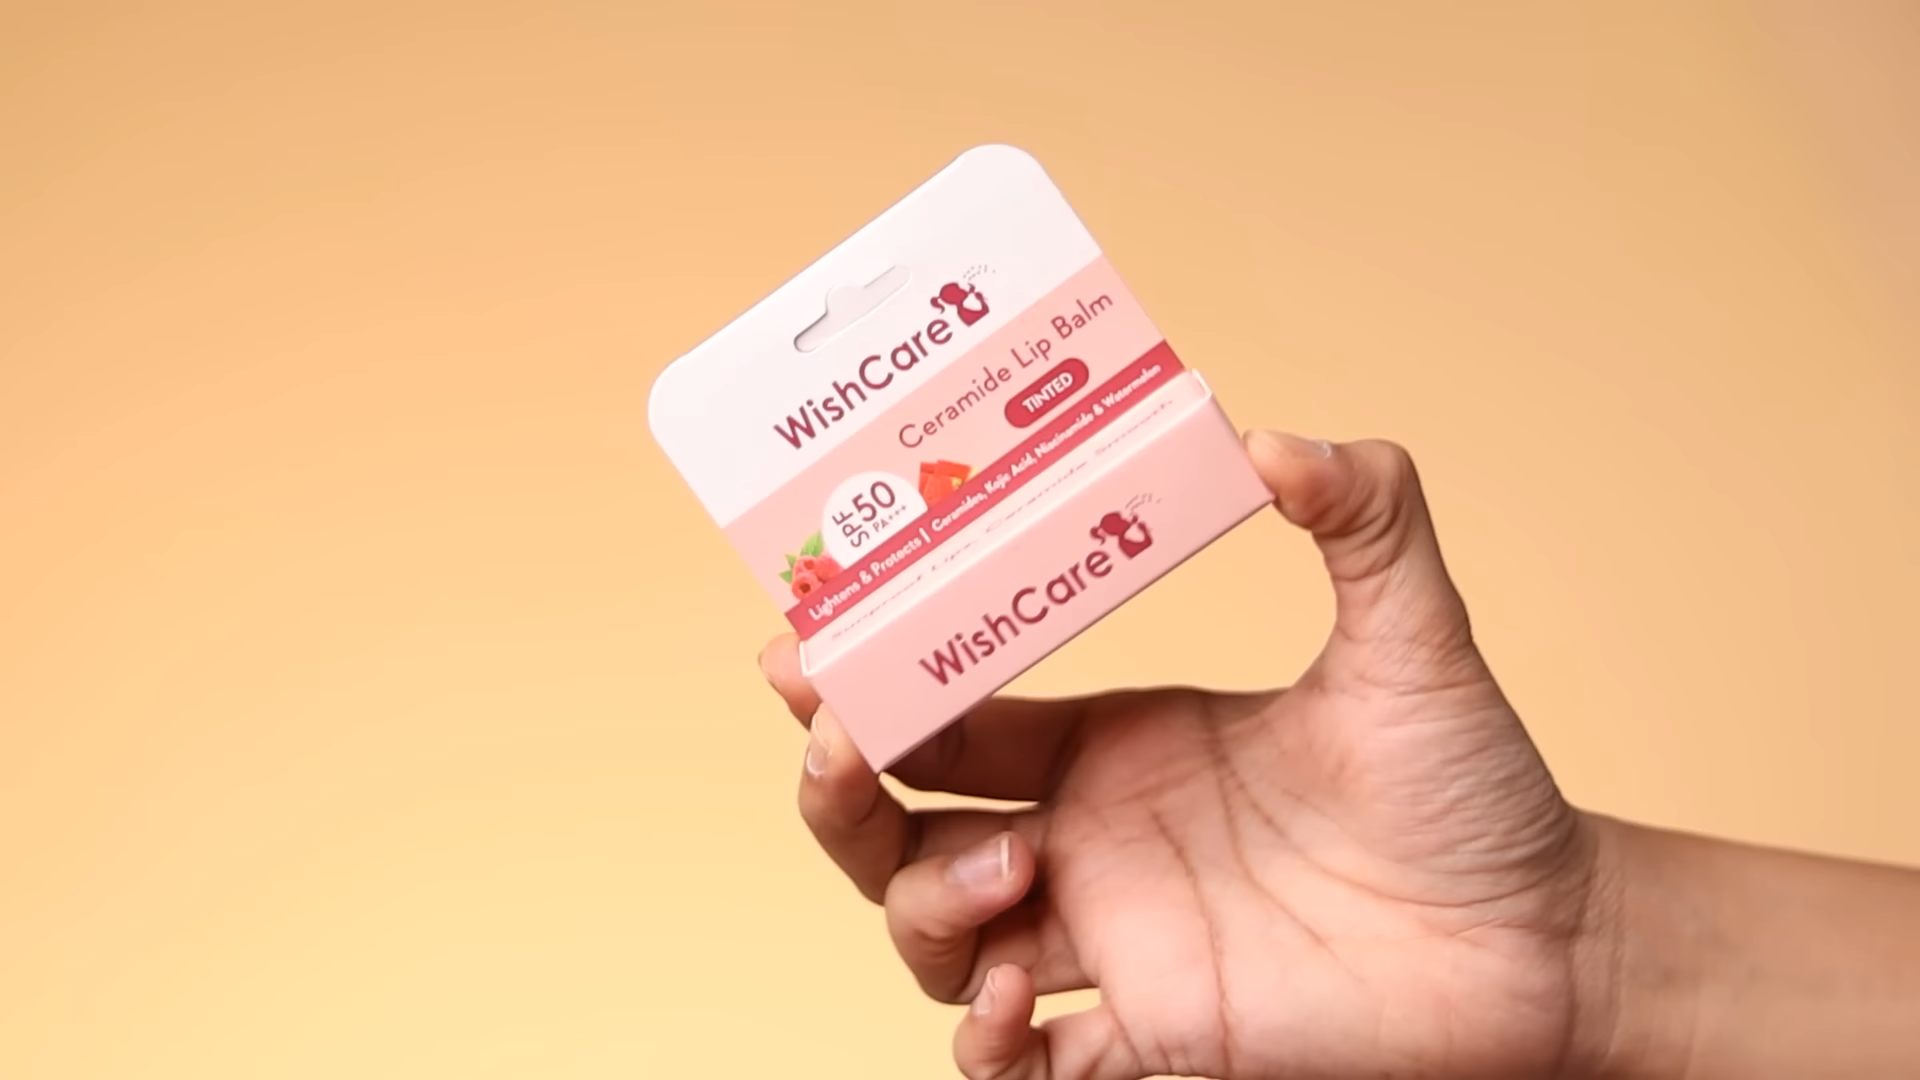 WishCare
Ceramide Lip Balm
TINTED
SPF
50
PA+++
Lightens & Protects | Ceramides, Kojic Acid, Niacinamide & Watermelon
WishCare